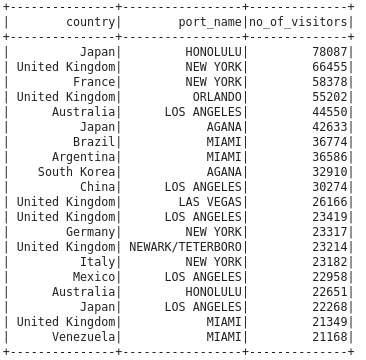 +---------------+-----------------+--------------+
|        country|        port_name|no_of_visitors|
+---------------+-----------------+--------------+
|          Japan|         HONOLULU|         78087|
| United Kingdom|         NEW YORK|         66455|
|         France|         NEW YORK|         58378|
| United Kingdom|          ORLANDO|         55202|
|      Australia|      LOS ANGELES|         44550|
|          Japan|            AGANA|         42633|
|         Brazil|            MIAMI|         36774|
|      Argentina|            MIAMI|         36586|
|    South Korea|            AGANA|         32910|
|          China|      LOS ANGELES|         30274|
| United Kingdom|        LAS VEGAS|         26166|
| United Kingdom|      LOS ANGELES|         23419|
|        Germany|         NEW YORK|         23317|
| United Kingdom| NEWARK/TETERBORO|         23214|
|          Italy|         NEW YORK|         23182|
|         Mexico|      LOS ANGELES|         22958|
|      Australia|         HONOLULU|         22651|
|          Japan|      LOS ANGELES|         22268|
| United Kingdom|            MIAMI|         21349|
|      Venezuela|            MIAMI|         21168|
+---------------+-----------------+--------------+